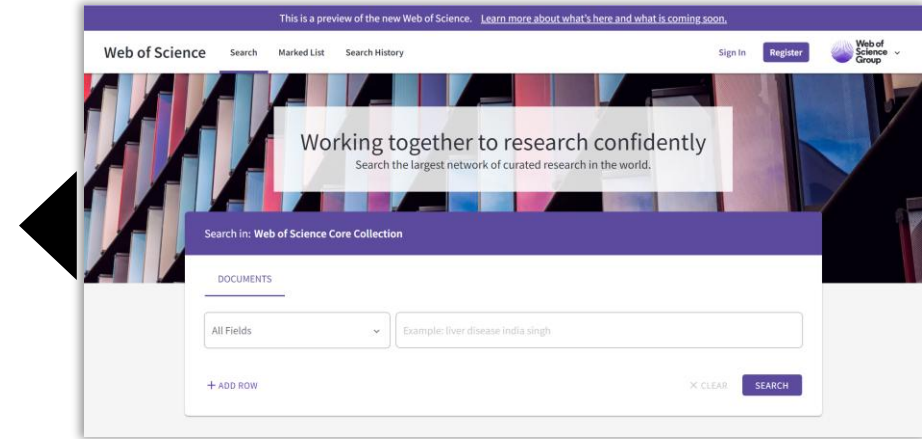 This is a preview of the new Web of Science. Learn more about what's here and what is coming soon.
Web of Science Search Marked List Search History Sign In Register Web of Science Group
Working together to research confidently
Search the largest network of curated research in the world.
Search in: Web of Science Core Collection
DOCUMENTS
All Fields Example: liver disease india singh
+ ADD ROW × CLEAR SEARCH